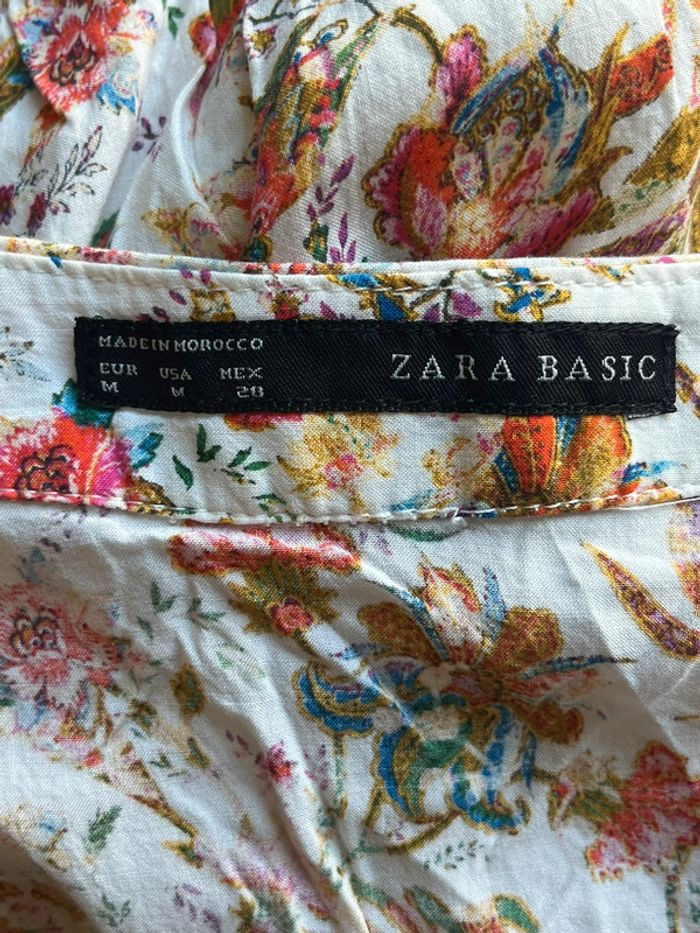 MADE IN MOROCCO
EUR USA MEX
M M 28
ZARA BASIC